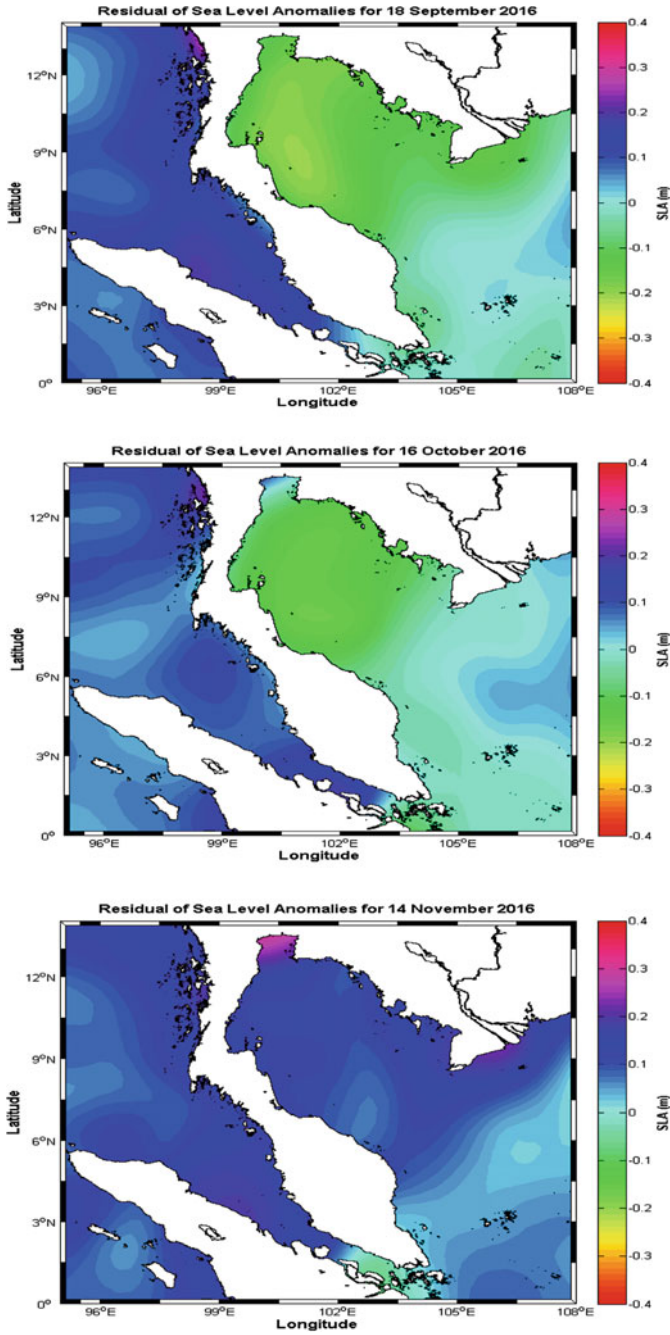 Residual of Sea Level Anomalies for 18 September 2016
12°N
9°N
6°N
3°N
0°
Latitude
96°E
99°E
102°E
105°E
108°E
Longitude
0.4
0.3
0.2
0.1
0
-0.1
-0.2
-0.3
-0.4
SLA (m)
Residual of Sea Level Anomalies for 16 October 2016
12°N
9°N
6°N
3°N
0°
Latitude
96°E
99°E
102°E
105°E
108°E
Longitude
0.4
0.3
0.2
0.1
0
-0.1
-0.2
-0.3
-0.4
SLA (m)
Residual of Sea Level Anomalies for 14 November 2016
12°N
9°N
6°N
3°N
0°
Latitude
96°E
99°E
102°E
105°E
108°E
Longitude
0.4
0.3
0.2
0.1
0
-0.1
-0.2
-0.3
-0.4
SLA (m)